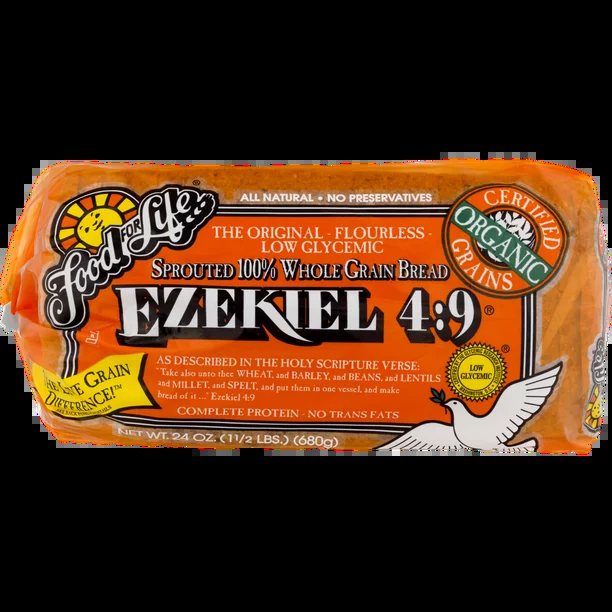 Food FOR Life®
ALL NATURAL • NO PRESERVATIVES
THE ORIGINAL - FLOURLESS -
LOW GLYCEMIC
SPROUTED 100% WHOLE GRAIN BREAD
EZEKIEL 4:9®
AS DESCRIBED IN THE HOLY SCRIPTURE VERSE:
"Take also unto thee WHEAT, and BARLEY, and BEANS, and LENTILS
and MILLET, and SPELT, and put them in one vessel, and make
bread of it..." Ezekiel 4:9
COMPLETE PROTEIN - NO TRANS FATS
NET WT. 24 OZ. (1 1/2 LBS.) (680g)
CERTIFIED
ORGANIC
GRAINS
LOW
GLYCEMIC
®
GRAIN
DIFFERENCE!™
Life